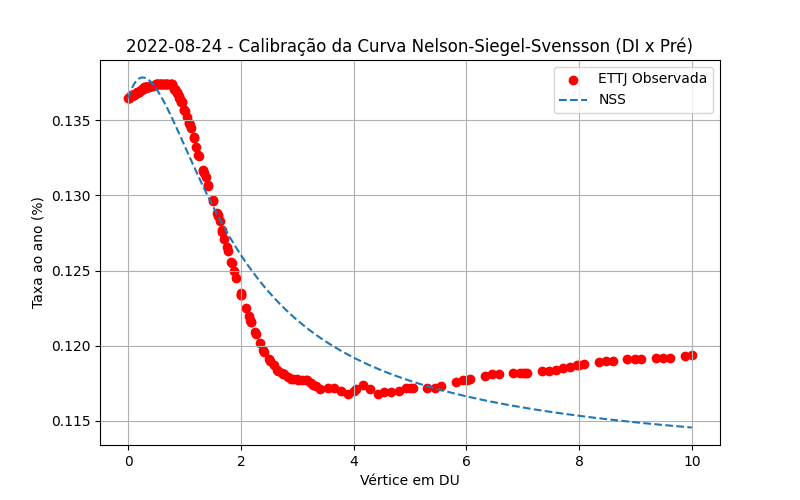 2022-08-24 - Calibração da Curva Nelson-Siegel-Svensson (DI x Pré)
ETTJ Observada
NSS
Taxa ao ano (%)
0.135
0.130
0.125
0.120
0.115
0 2 4 6 8 10
Vértice em DU